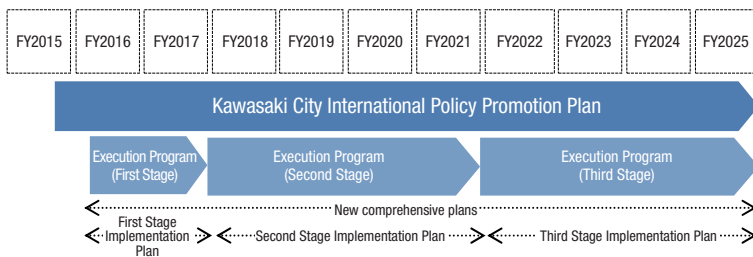 FY2015 FY2016 FY2017 FY2018 FY2019 FY2020 FY2021 FY2022 FY2023 FY2024 FY2025
Kawasaki City International Policy Promotion Plan
Execution Program
(First Stage)
Execution Program
(Second Stage)
Execution Program
(Third Stage)
New comprehensive plans
First Stage
Implementation
Plan
Second Stage Implementation Plan
Third Stage Implementation Plan